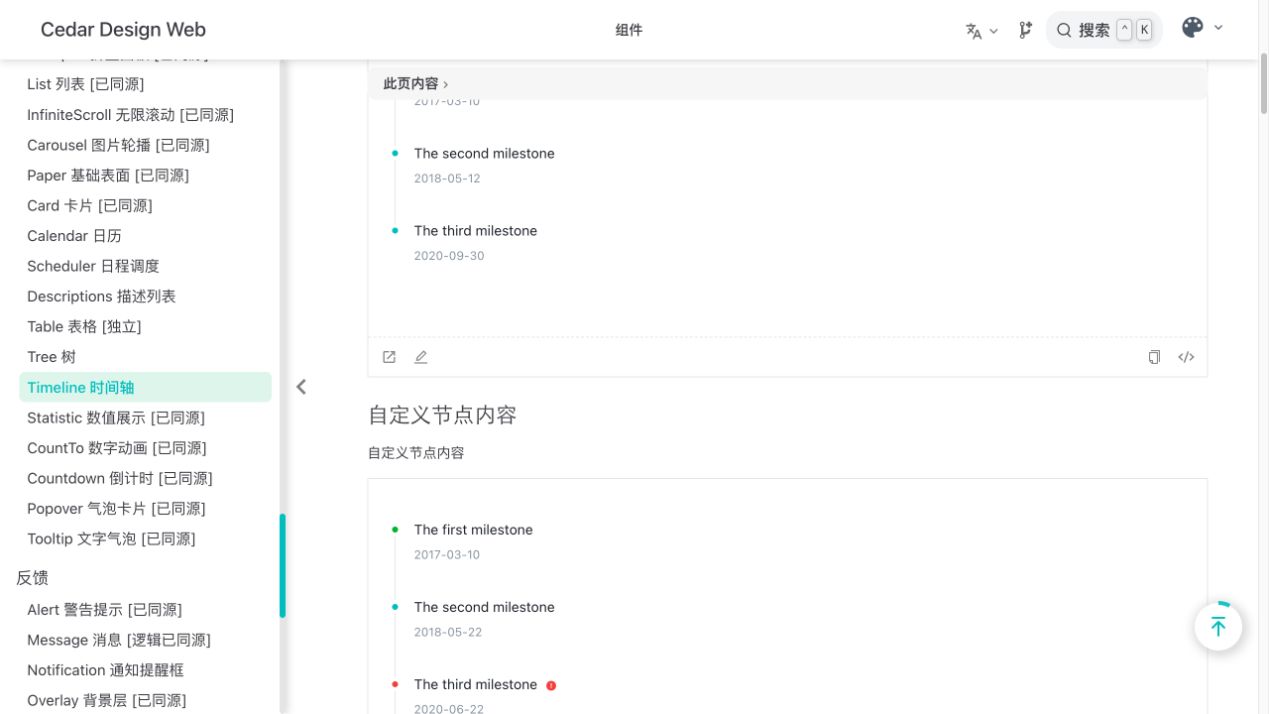 Cedar Design Web
组件
搜索 ^ K
List 列表 [已同源]
InfiniteScroll 无限滚动 [已同源]
Carousel 图片轮播 [已同源]
Paper 基础表面 [已同源]
Card 卡片 [已同源]
Calendar 日历
Scheduler 日程调度
Descriptions 描述列表
Table 表格 [独立]
Tree 树
Timeline 时间轴
Statistic 数值展示 [已同源]
CountTo 数字动画 [已同源]
Countdown 倒计时 [已同源]
Popover 气泡卡片 [已同源]
Tooltip 文字气泡 [已同源]
反馈
Alert 警告提示 [已同源]
Message 消息 [逻辑已同源]
Notification 通知提醒框
Overlay 背景层 [已同源]
此页内容 ›
2017-03-10
The second milestone
2018-05-12
The third milestone
2020-09-30
自定义节点内容
自定义节点内容
The first milestone
2017-03-10
The second milestone
2018-05-22
The third milestone
2020-06-22